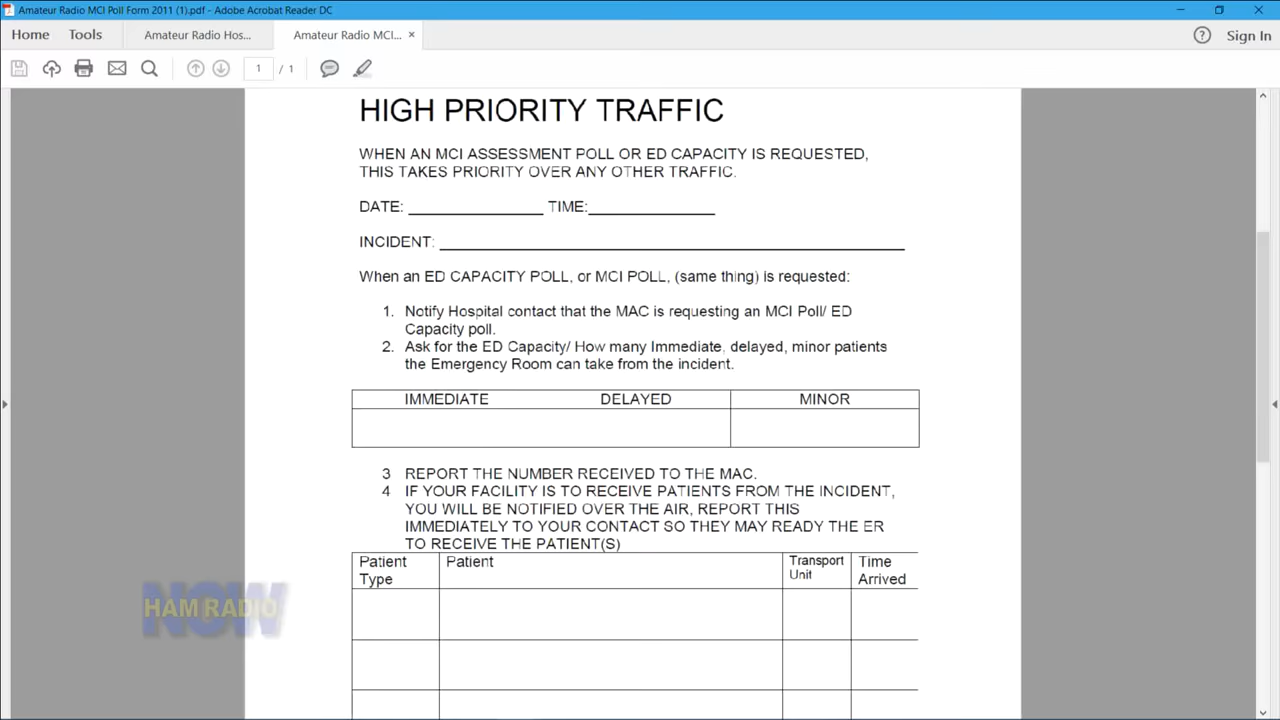 Amateur Radio MCI Poll Form 2011 (1).pdf - Adobe Acrobat Reader DC
Home Tools Amateur Radio Hos... Amateur Radio MCI... × ? Sign In
1 / 1
HIGH PRIORITY TRAFFIC
WHEN AN MCI ASSESSMENT POLL OR ED CAPACITY IS REQUESTED,
THIS TAKES PRIORITY OVER ANY OTHER TRAFFIC.
DATE: ________________ TIME:_______________
INCIDENT: ________________________________________________________
When an ED CAPACITY POLL, or MCI POLL, (same thing) is requested:
1. Notify Hospital contact that the MAC is requesting an MCI Poll/ ED
Capacity poll.
2. Ask for the ED Capacity/ How many Immediate, delayed, minor patients
the Emergency Room can take from the incident.
IMMEDIATE DELAYED MINOR
3 REPORT THE NUMBER RECEIVED TO THE MAC.
4 IF YOUR FACILITY IS TO RECEIVE PATIENTS FROM THE INCIDENT,
YOU WILL BE NOTIFIED OVER THE AIR, REPORT THIS
IMMEDIATELY TO YOUR CONTACT SO THEY MAY READY THE ER
TO RECEIVE THE PATIENT(S)
Patient Patient Transport Time
Type Unit Arrived
HAM RADIO
NOW